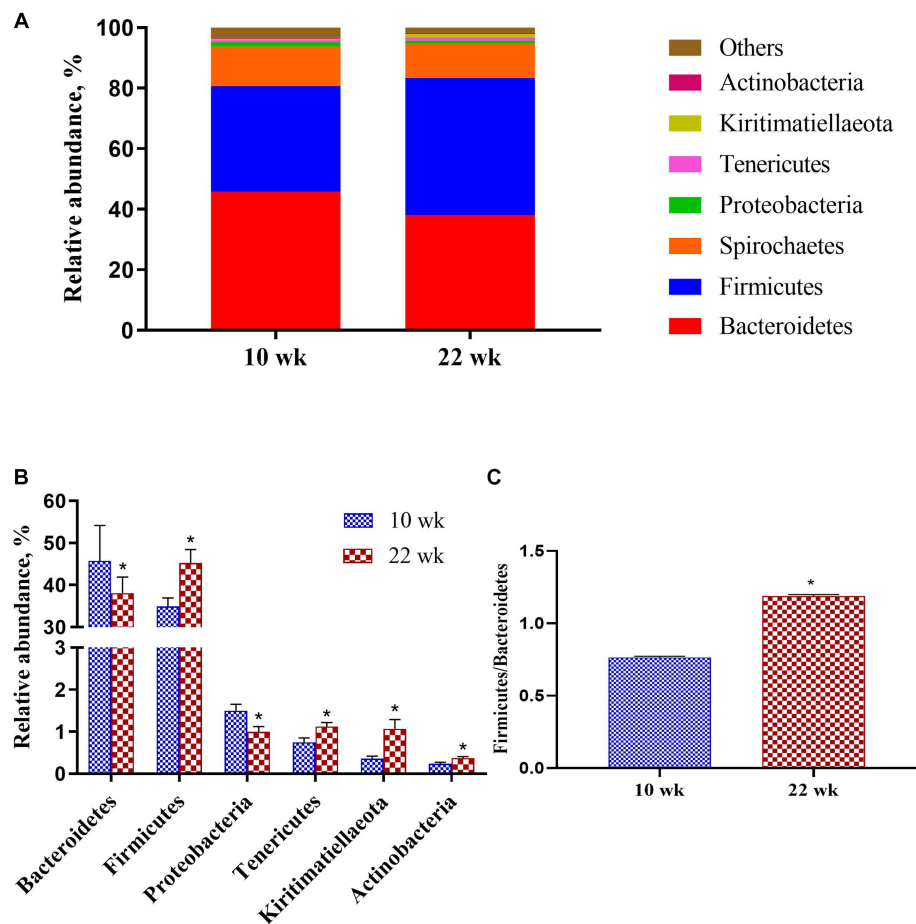 A
Relative abundance, %
100
80
60
40
20
0
10 wk
22 wk
Others
Actinobacteria
Kiritimatiellaeota
Tenericutes
Proteobacteria
Spirochaetes
Firmicutes
Bacteroidetes
B
Relative abundance, %
60
50
40
30
3
2
1
0
10 wk
22 wk
*
*
*
*
*
*
Bacteroidetes
Firmicutes
Proteobacteria
Tenericutes
Kiritimatiellaeota
Actinobacteria
C
Firmicutes/Bacteroidetes
1.5
1.0
0.5
0.0
*
10 wk
22 wk